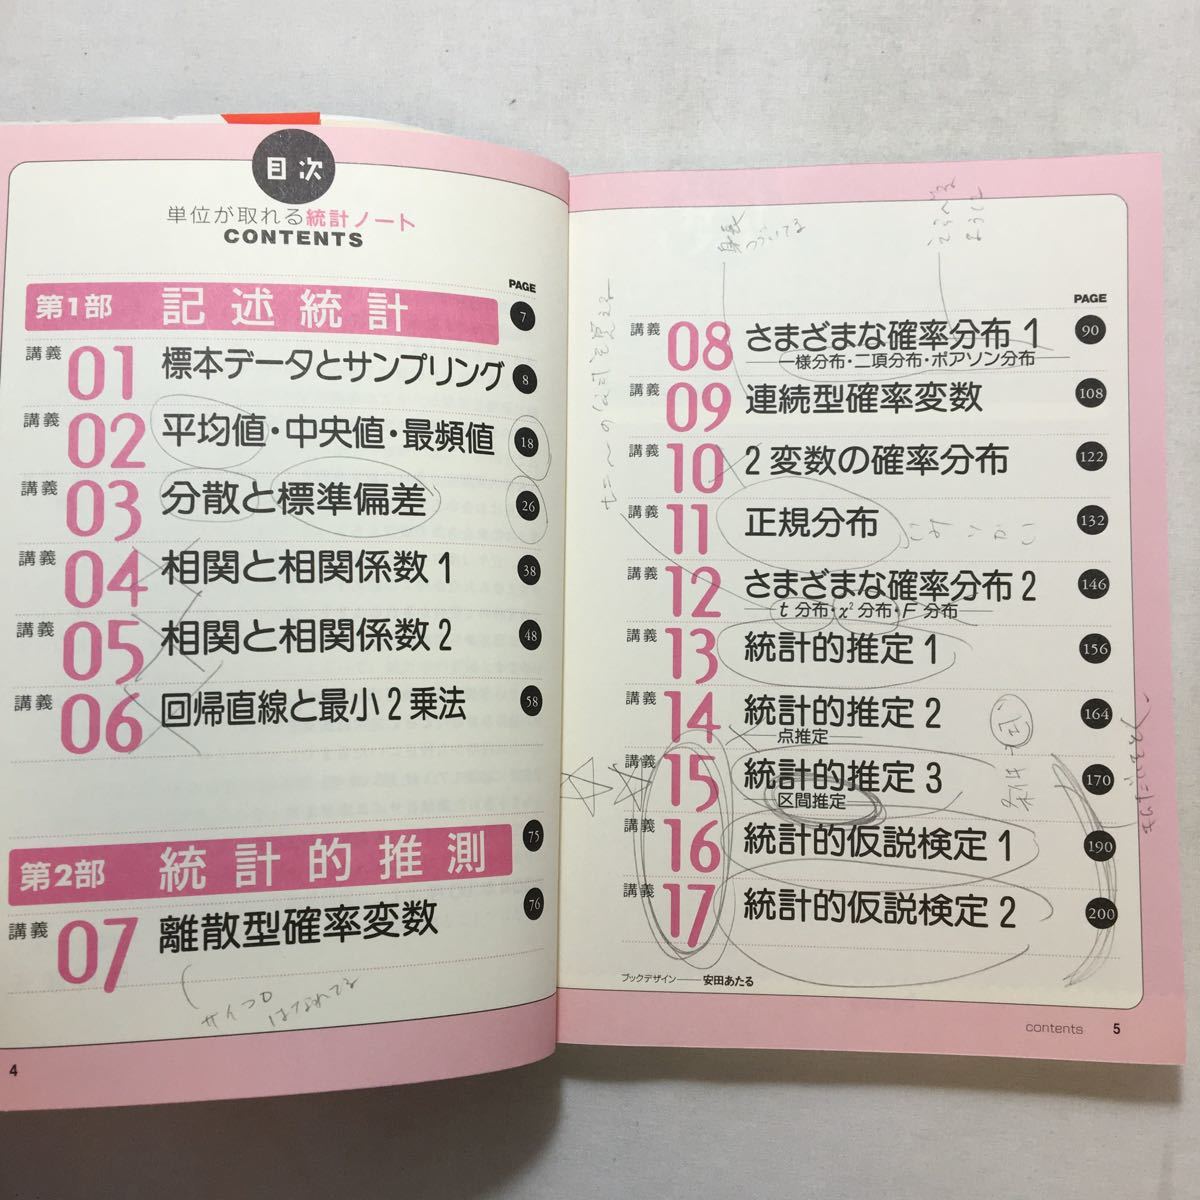 目次
単位が取れる統計ノート
CONTENTS
PAGE
第1部 記述統計 7
講義 01 標本データとサンプリング 8
講義 02 平均値・中央値・最頻値 18
講義 03 分散と標準偏差 26
講義 04 相関と相関係数1 38
講義 05 相関と相関係数2 48
講義 06 回帰直線と最小2乗法 58
第2部 統計的推測 75
講義 07 離散型確率変数 76
サイコロ
はなれてる
4
身長
つづいてる
PAGE
講義 08 さまざまな確率分布1 90
一様分布・二項分布・ポアソン分布
講義 09 連続型確率変数 108
講義 10 2変数の確率分布 122
講義 11 正規分布 132
講義 12 さまざまな確率分布2 146
t分布・χ²分布・F分布
講義 13 統計的推定1 156
講義 14 統計的推定2 164
点推定
講義 15 統計的推定3 170
区間推定
講義 16 統計的仮説検定1 190
講義 17 統計的仮説検定2 200
ブックデザイン——安田あたる
contents 5